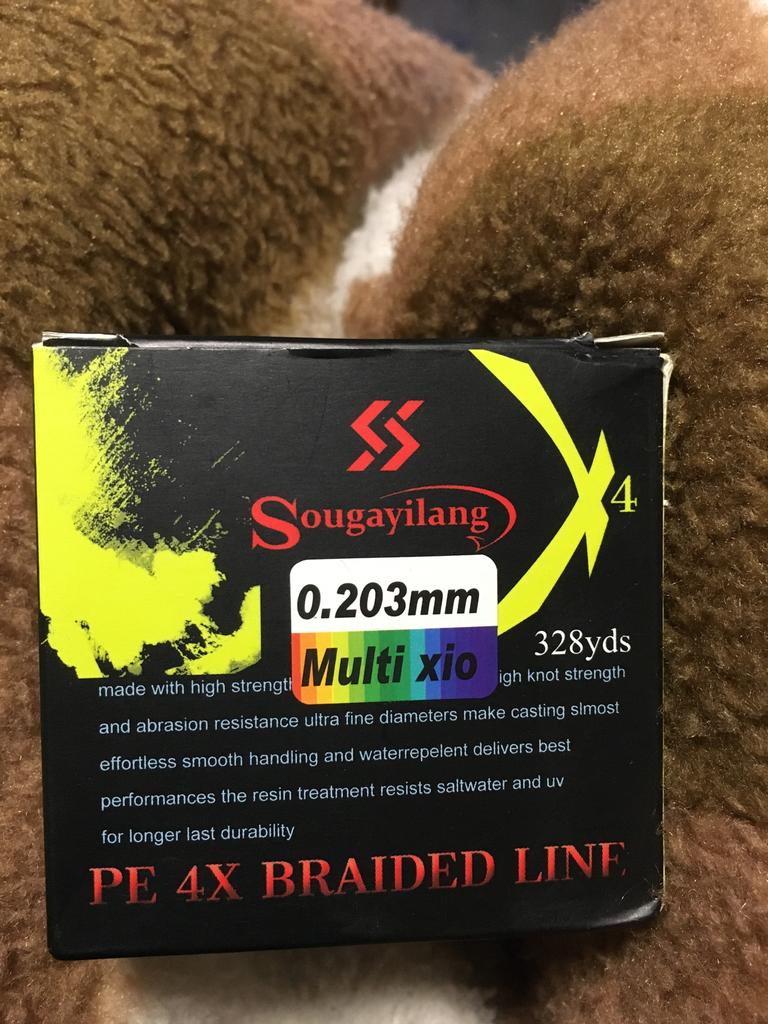 Sougayilang
X4
0.203mm
Multi xio
328yds
made with high strength igh knot strength
and abrasion resistance ultra fine diameters make casting slmost
effortless smooth handling and waterrepelent delivers best
performances the resin treatment resists saltwater and uv
for longer last durability
PE 4X BRAIDED LINE